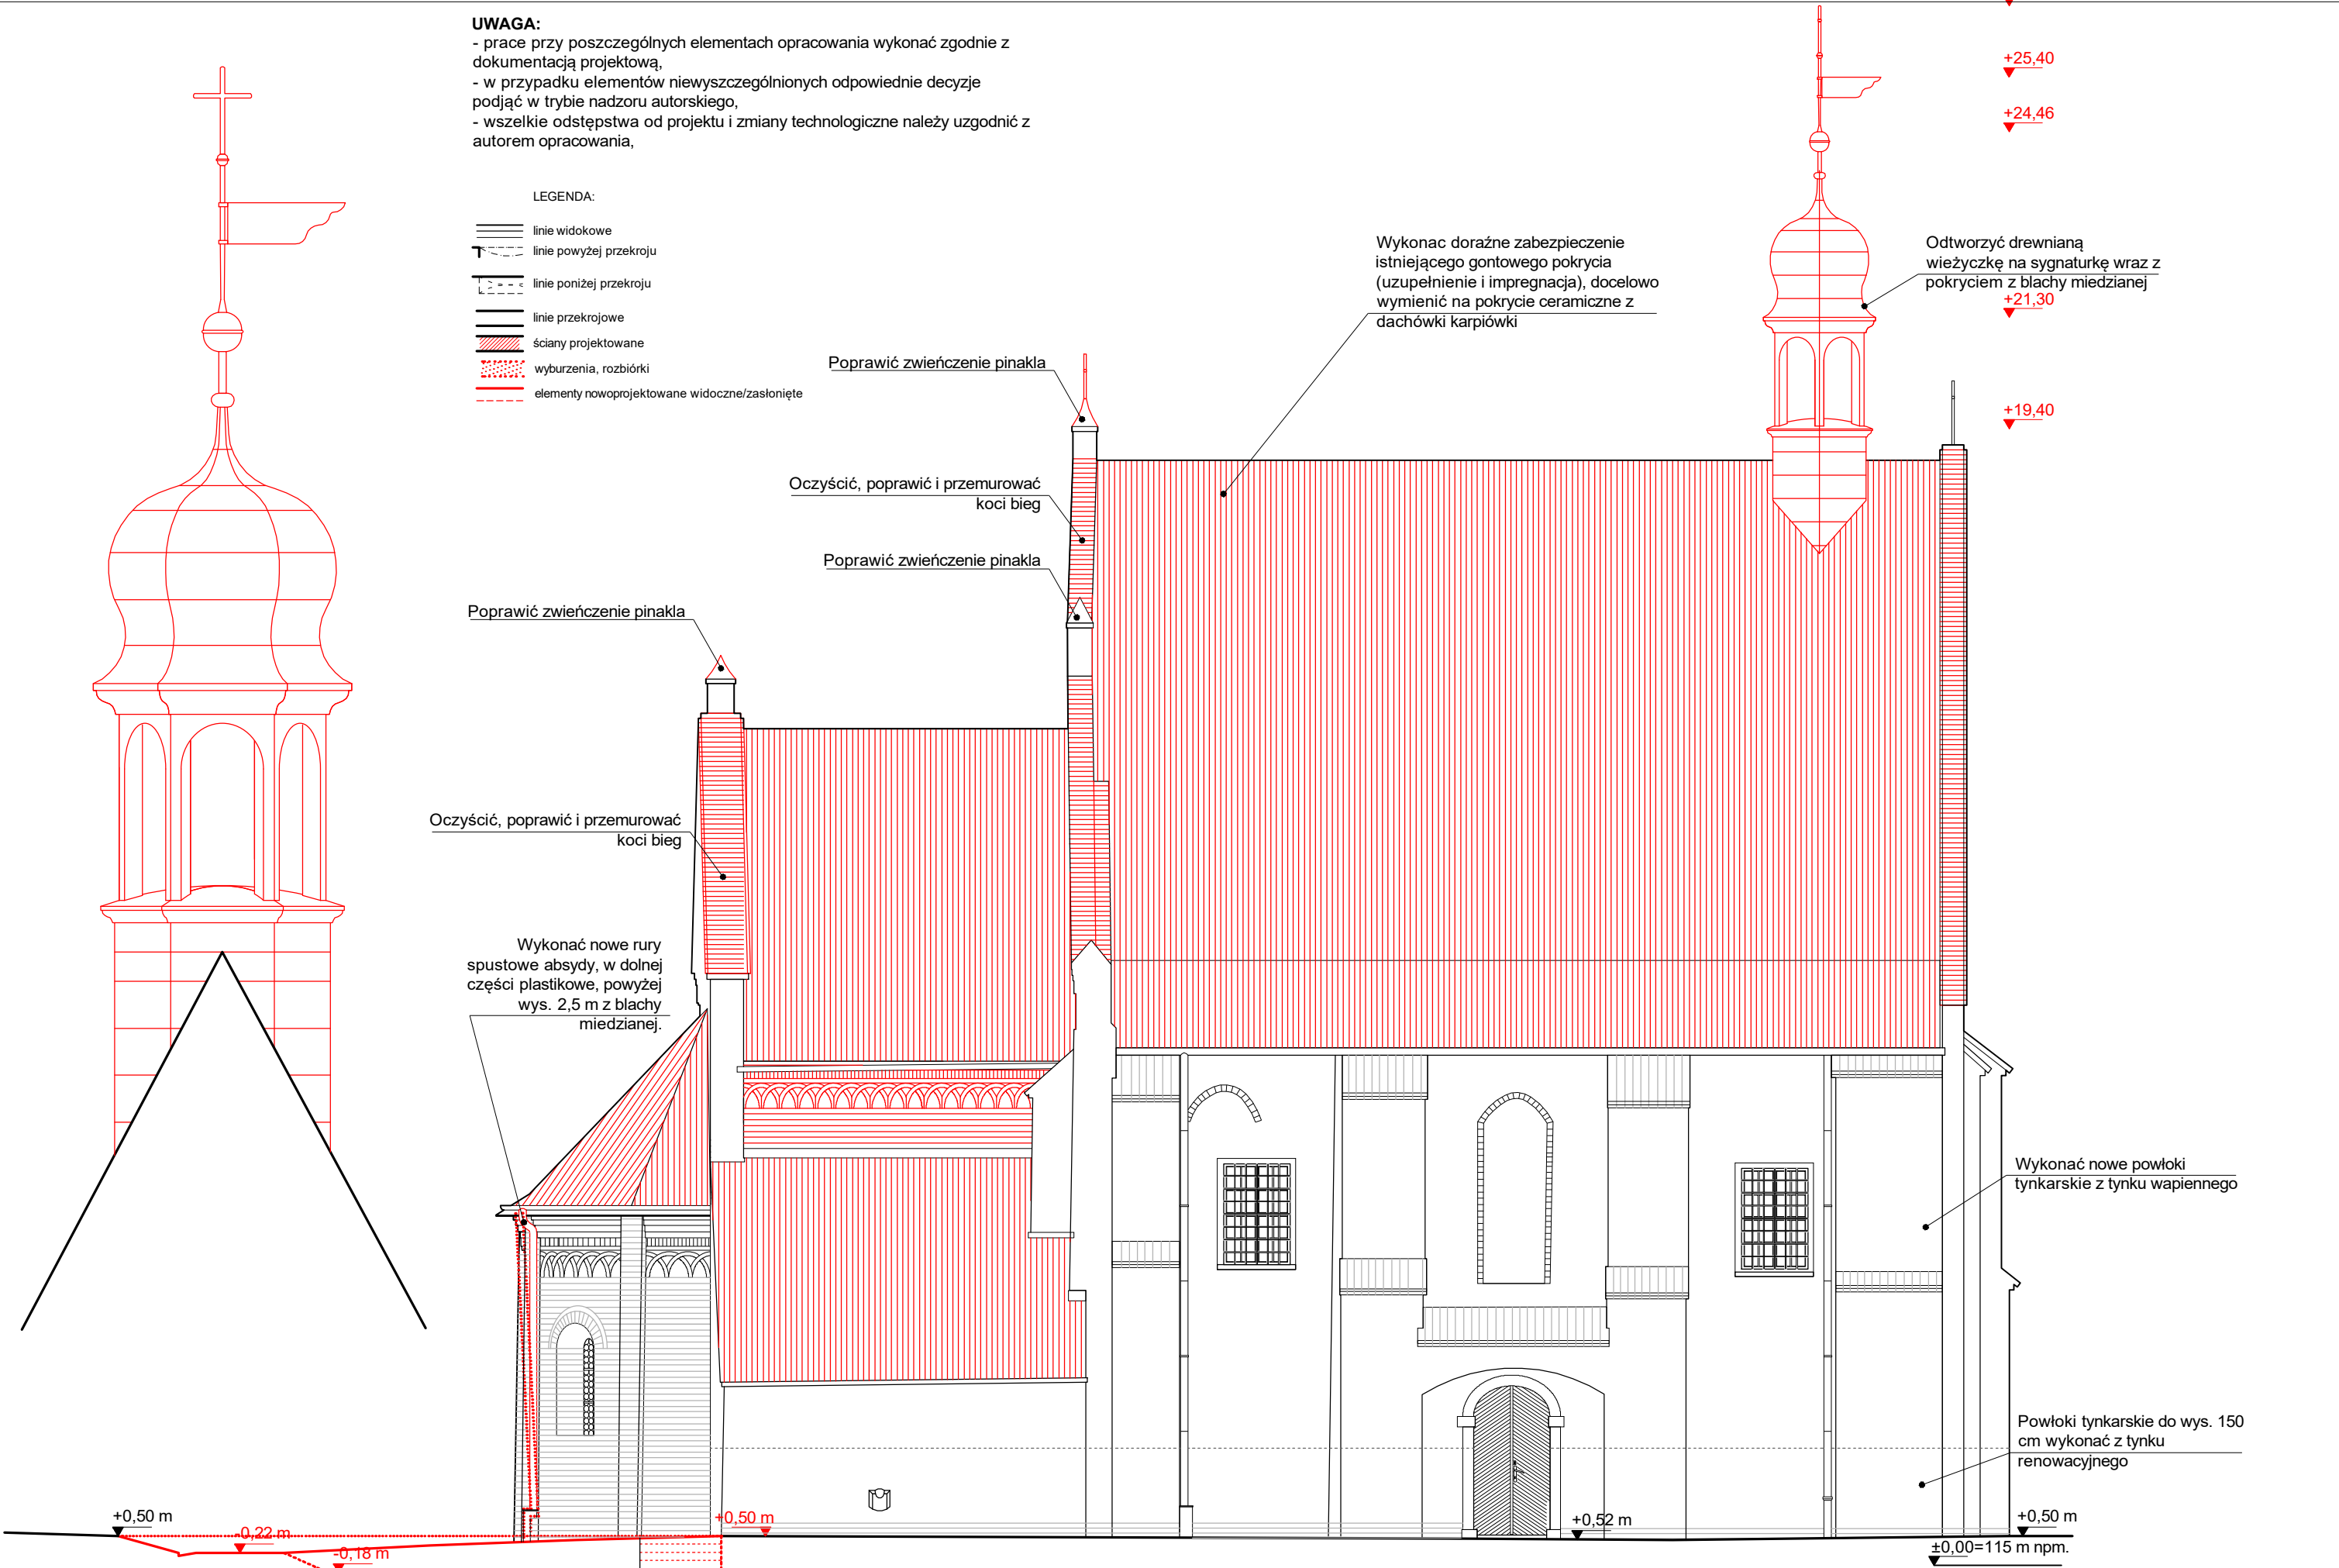 UWAGA:
- prace przy poszczególnych elementach opracowania wykonać zgodnie z
dokumentacją projektową,
- w przypadku elementów niewyszczególnionych odpowiednie decyzje
podjąć w trybie nadzoru autorskiego,
- wszelkie odstępstwa od projektu i zmiany technologiczne należy uzgodnić z
autorem opracowania,
LEGENDA:
linie widokowe
linie powyżej przekroju
linie poniżej przekroju
linie przekrojowe
ściany projektowane
wyburzenia, rozbiórki
elementy nowoprojektowane widoczne/zasłonięte
+25,40
+24,46
Wykonac doraźne zabezpieczenie
istniejącego gontowego pokrycia
(uzupełnienie i impregnacja), docelowo
wymienić na pokrycie ceramiczne z
dachówki karpiówki
Odtworzyć drewnianą
wieżyczkę na sygnaturkę wraz z
pokryciem z blachy miedzianej
+21,30
+19,40
Poprawić zwieńczenie pinakla
Oczyścić, poprawić i przemurować
koci bieg
Poprawić zwieńczenie pinakla
Poprawić zwieńczenie pinakla
Oczyścić, poprawić i przemurować
koci bieg
Wykonać nowe rury
spustowe absydy, w dolnej
części plastikowe, powyżej
wys. 2,5 m z blachy
miedzianej.
Wykonać nowe powłoki
tynkarskie z tynku wapiennego
Powłoki tynkarskie do wys. 150
cm wykonać z tynku
renowacyjnego
+0,50 m
-0,22 m
-0,18 m
+0,50 m
+0,52 m
+0,50 m
±0,00=115 m npm.